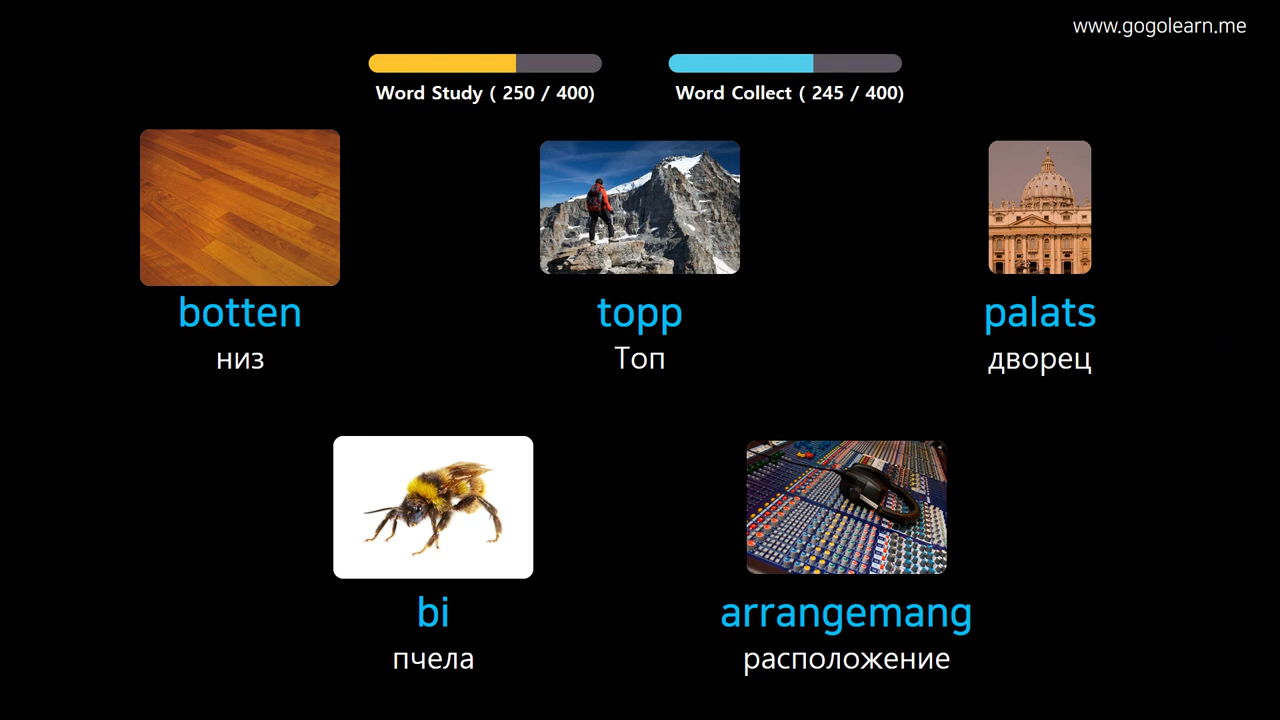 www.gogolearn.me
Word Study ( 250 / 400)
Word Collect ( 245 / 400)
botten
низ
topp
Топ
palats
дворец
bi
пчела
arrangemang
расположение